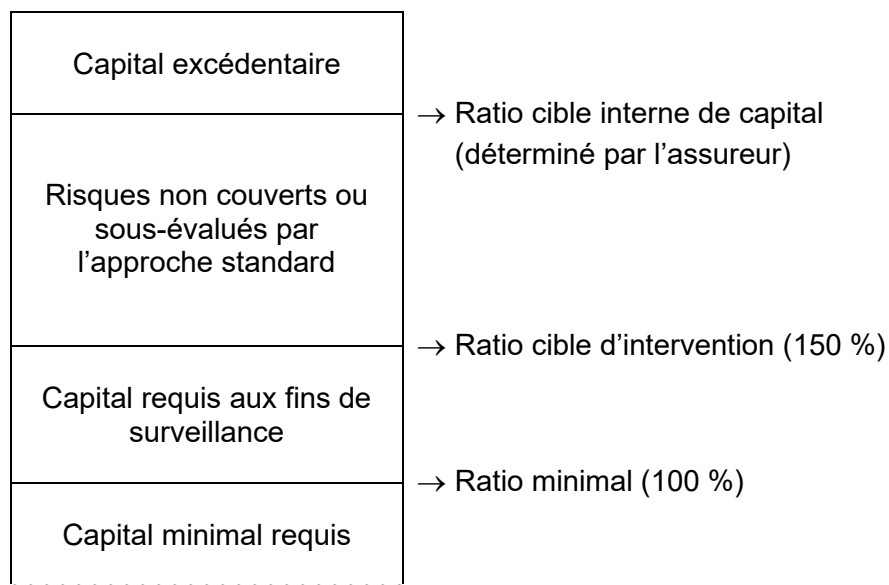 Capital excédentaire
→ Ratio cible interne de capital
(déterminé par l’assureur)
Risques non couverts ou
sous-évalués par
l’approche standard
→ Ratio cible d’intervention (150 %)
Capital requis aux fins de
surveillance
→ Ratio minimal (100 %)
Capital minimal requis